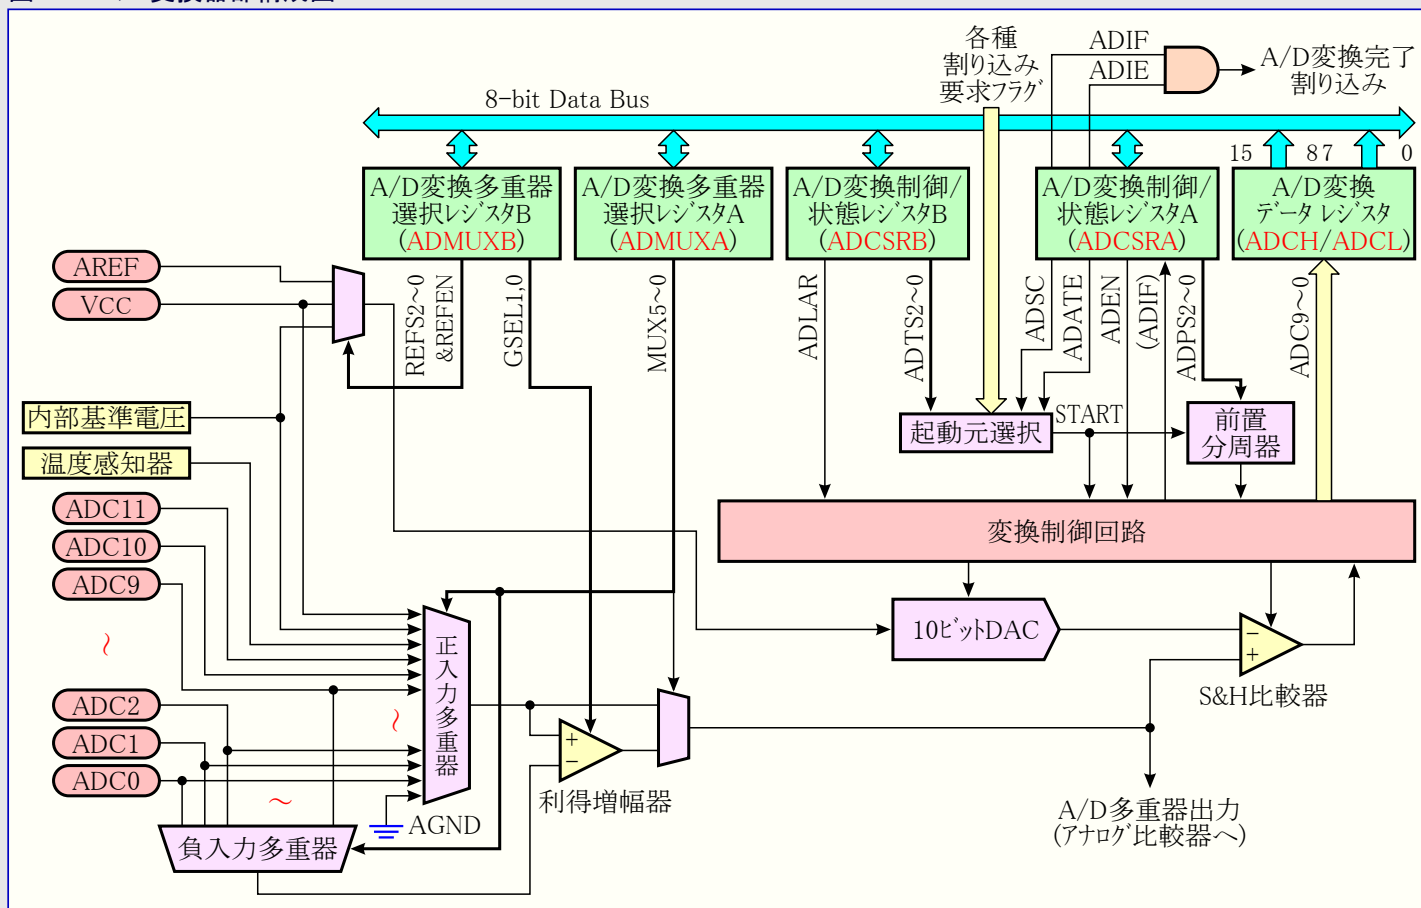 各種
割り込み
要求フラグ
ADIF
ADIE
A/D変換完了
割り込み
8-bit Data Bus
15 87 0
A/D変換多重器
選択レジスタB
(ADMUXB)
A/D変換多重器
選択レジスタA
(ADMUXA)
A/D変換制御/
状態レジスタB
(ADCSRB)
A/D変換制御/
状態レジスタA
(ADCSRA)
A/D変換
データ レジスタ
(ADCH/ADCL)
AREF
VCC
REFS2~0
&REFEN
GSEL1,0
MUX5~0
ADLAR
ADTS2~0
ADSC
ADATE
ADEN
(ADIF)
ADPS2~0
ADC9~0
内部基準電圧
温度感知器
起動元選択
START
前置
分周器
ADC11
ADC10
ADC9
~
ADC2
ADC1
ADC0
変換制御回路
正入力多重器
~
10ビットDAC
-
+
S&H比較器
+
-
利得増幅器
~
AGND
負入力多重器
A/D多重器出力
(アナログ比較器へ)